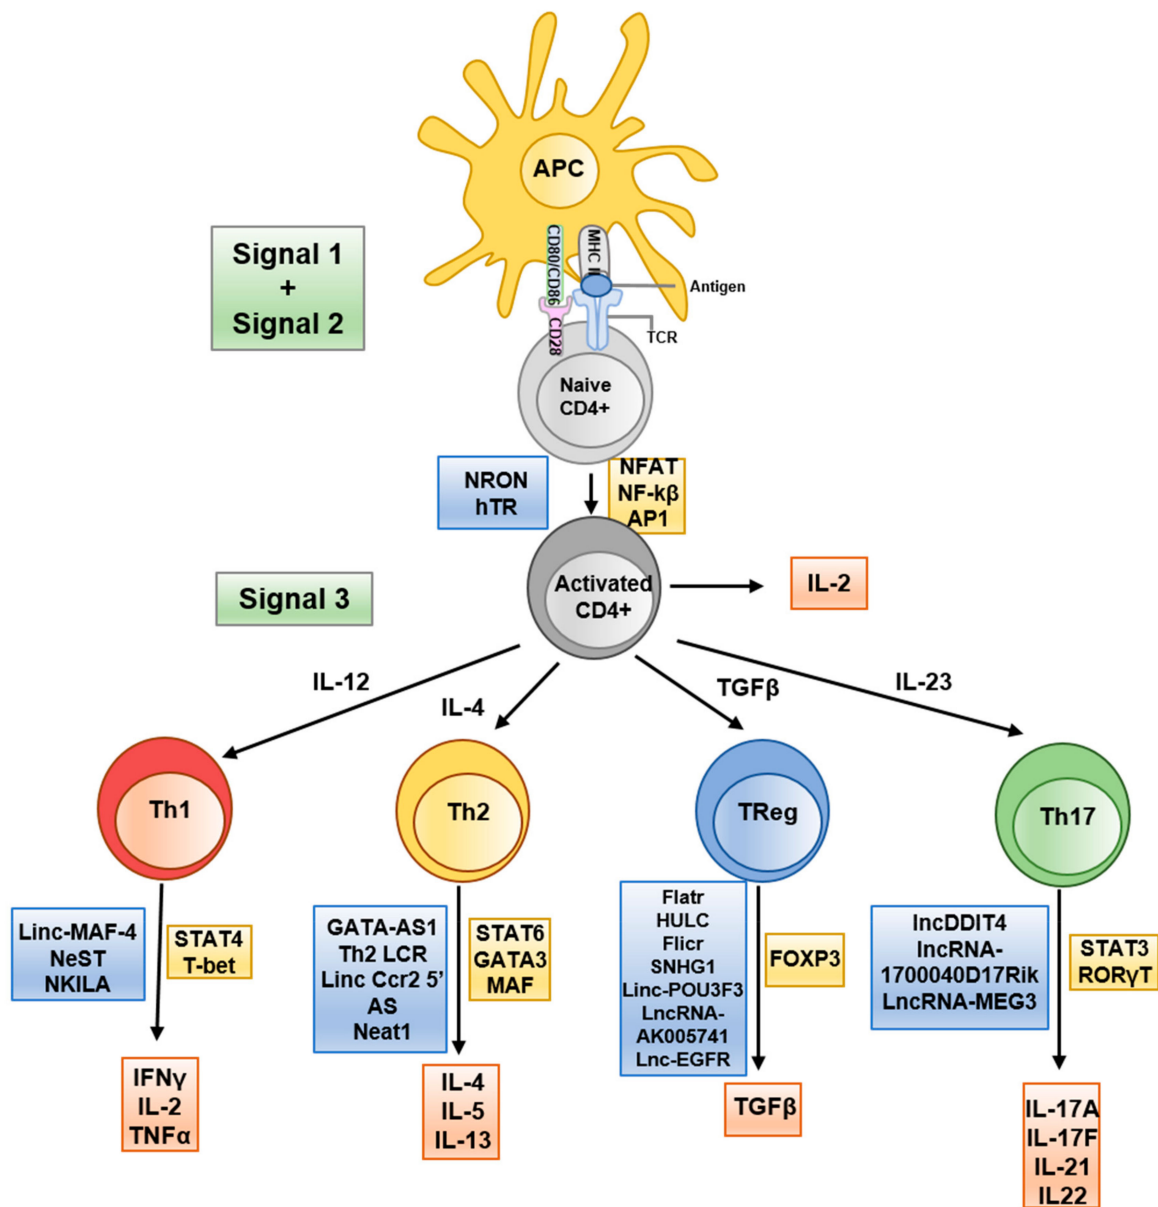 APC
CD80/CD86
MHC II
Antigen
TCR
CD28
Signal 1
+
Signal 2
Naive
CD4+
NRON
hTR
NFAT
NF-kβ
AP1
Activated
CD4+
IL-2
Signal 3
IL-12
IL-4
TGFβ
IL-23
Th1
Th2
TReg
Th17
Linc-MAF-4
NeST
NKILA
STAT4
T-bet
GATA-AS1
Th2 LCR
Linc Ccr2 5’
AS
Neat1
STAT6
GATA3
MAF
Flatr
HULC
Flicr
SNHG1
Linc-POU3F3
LncRNA-
AK005741
Lnc-EGFR
FOXP3
lncDDIT4
lncRNA-
1700040D17Rik
LncRNA-MEG3
STAT3
RORγT
IFNγ
IL-2
TNFα
IL-4
IL-5
IL-13
TGFβ
IL-17A
IL-17F
IL-21
IL22